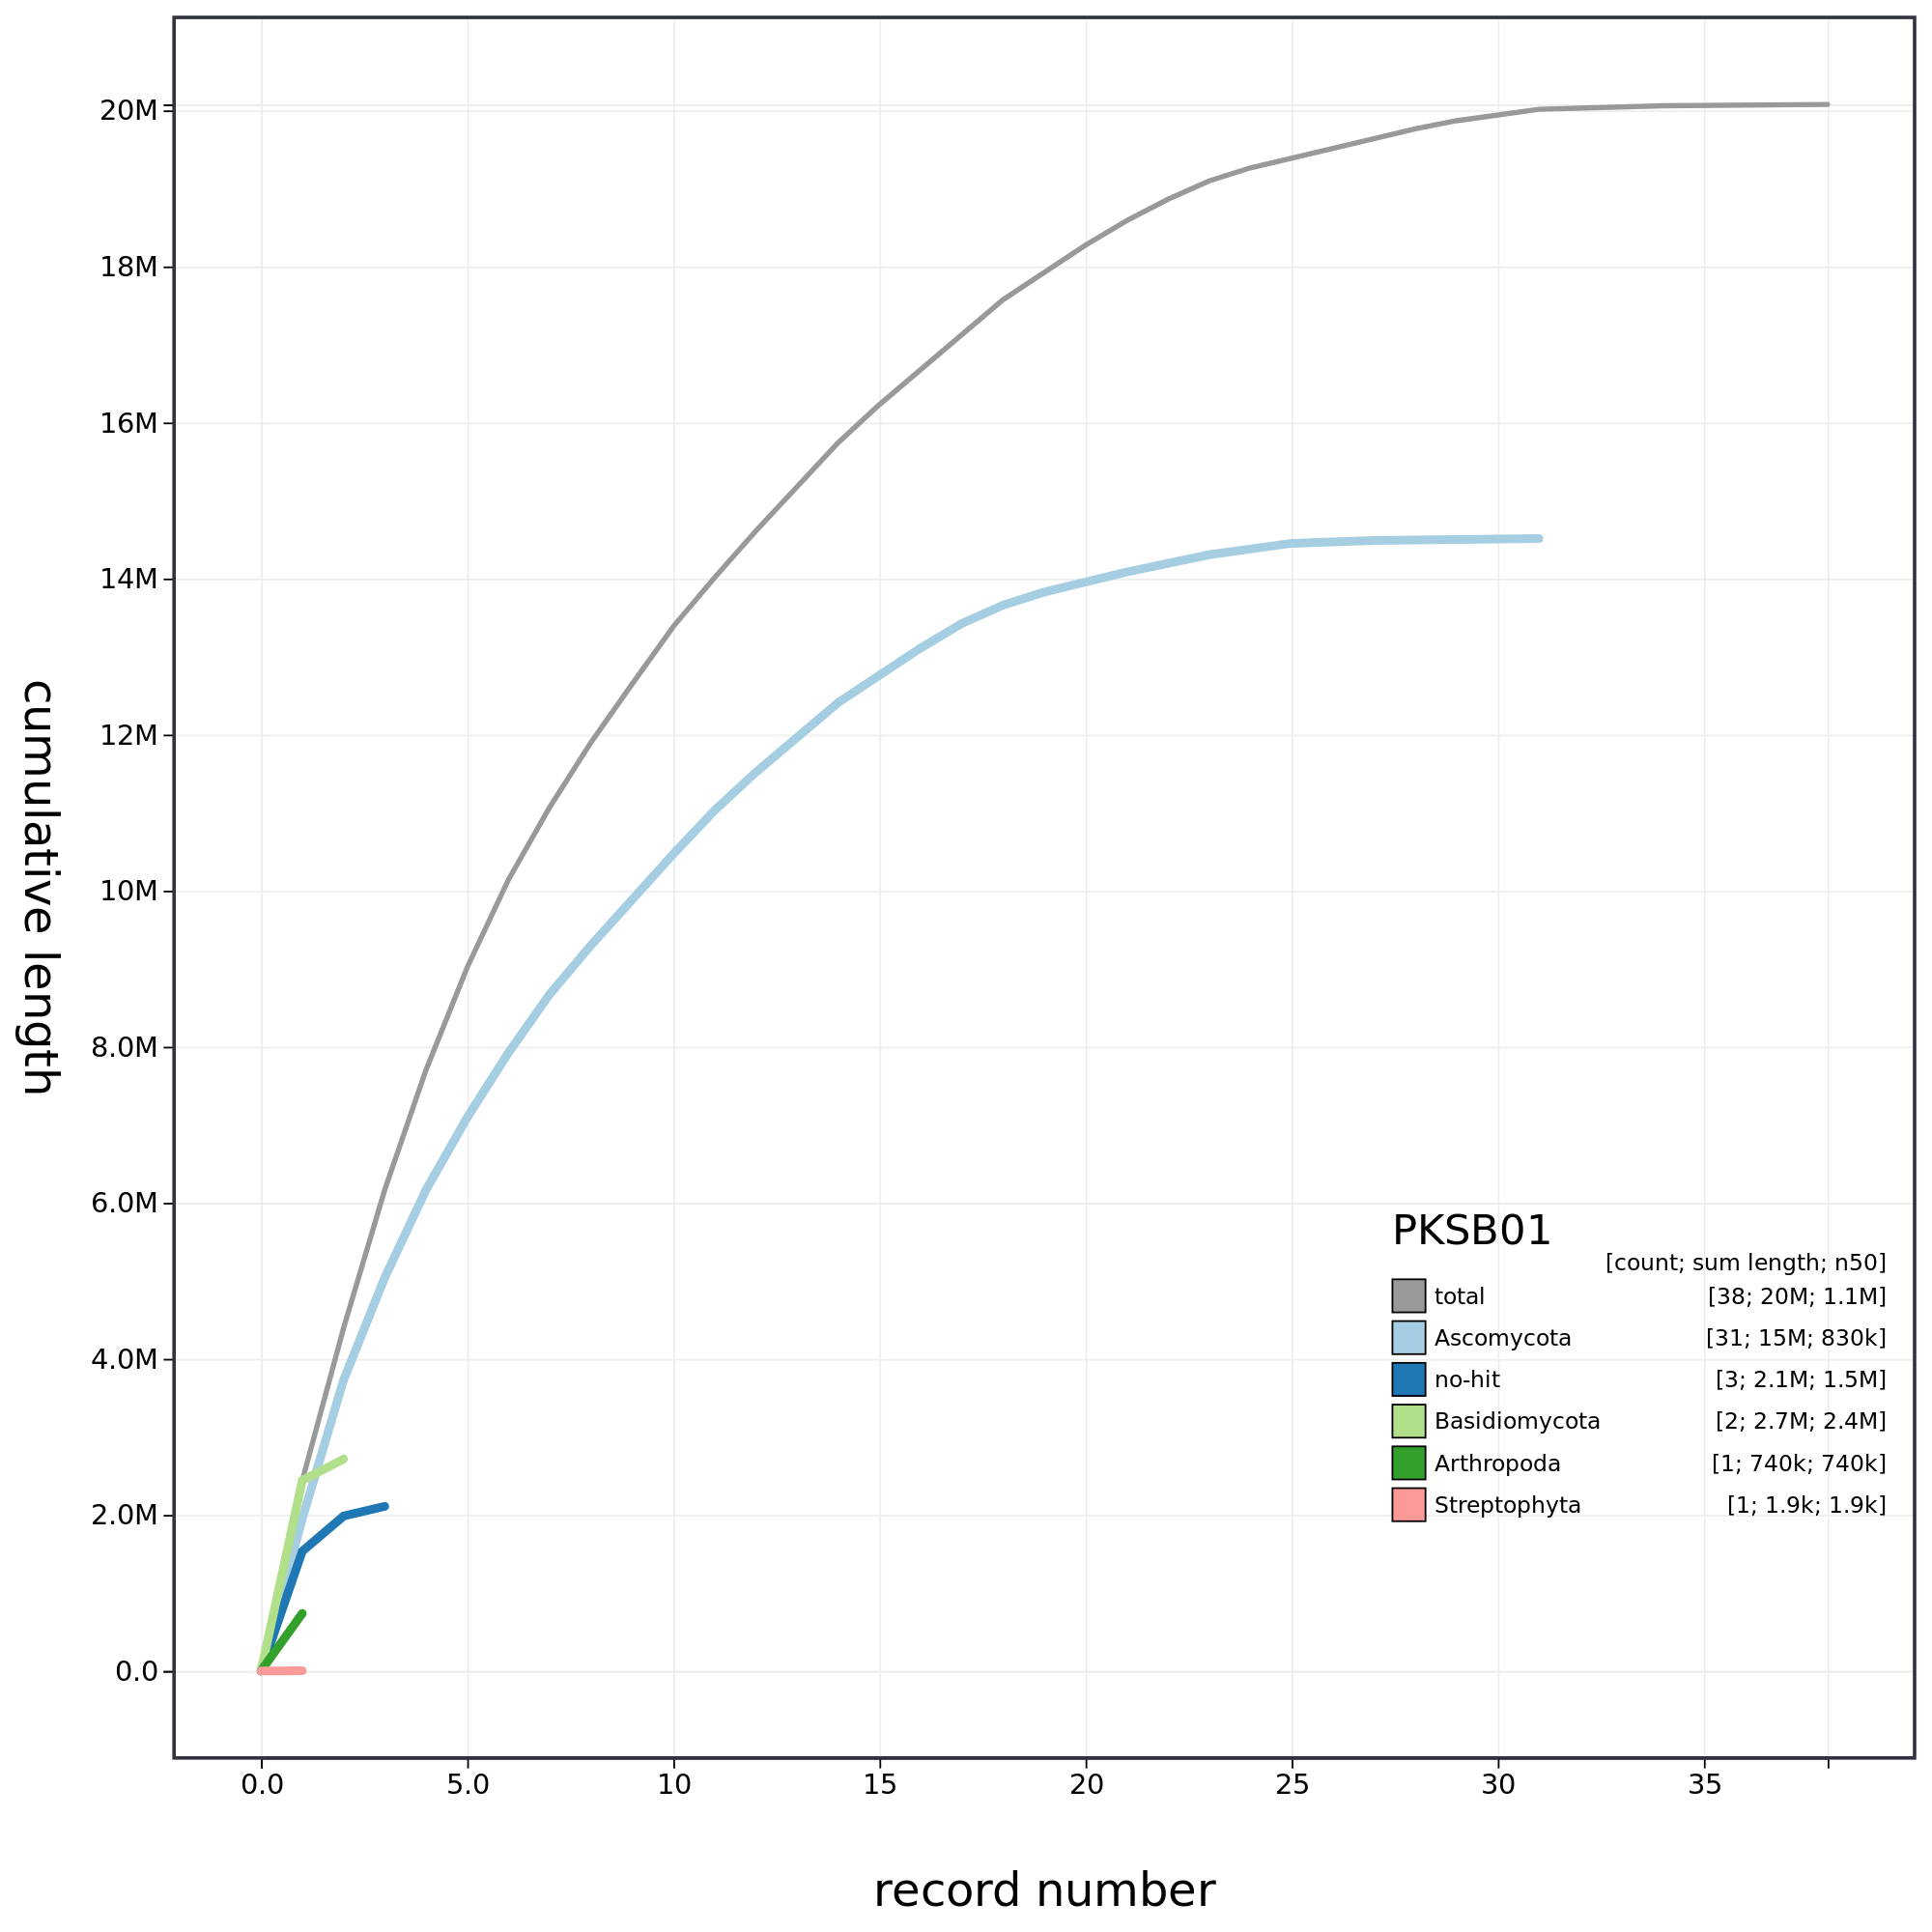 cumulative length
20M
18M
16M
14M
12M
10M
8.0M
6.0M
4.0M
2.0M
0.0
PKSB01
[count; sum length; n50]
total [38; 20M; 1.1M]
Ascomycota [31; 15M; 830k]
no-hit [3; 2.1M; 1.5M]
Basidiomycota [2; 2.7M; 2.4M]
Arthropoda [1; 740k; 740k]
Streptophyta [1; 1.9k; 1.9k]
0.0 5.0 10 15 20 25 30 35
record number